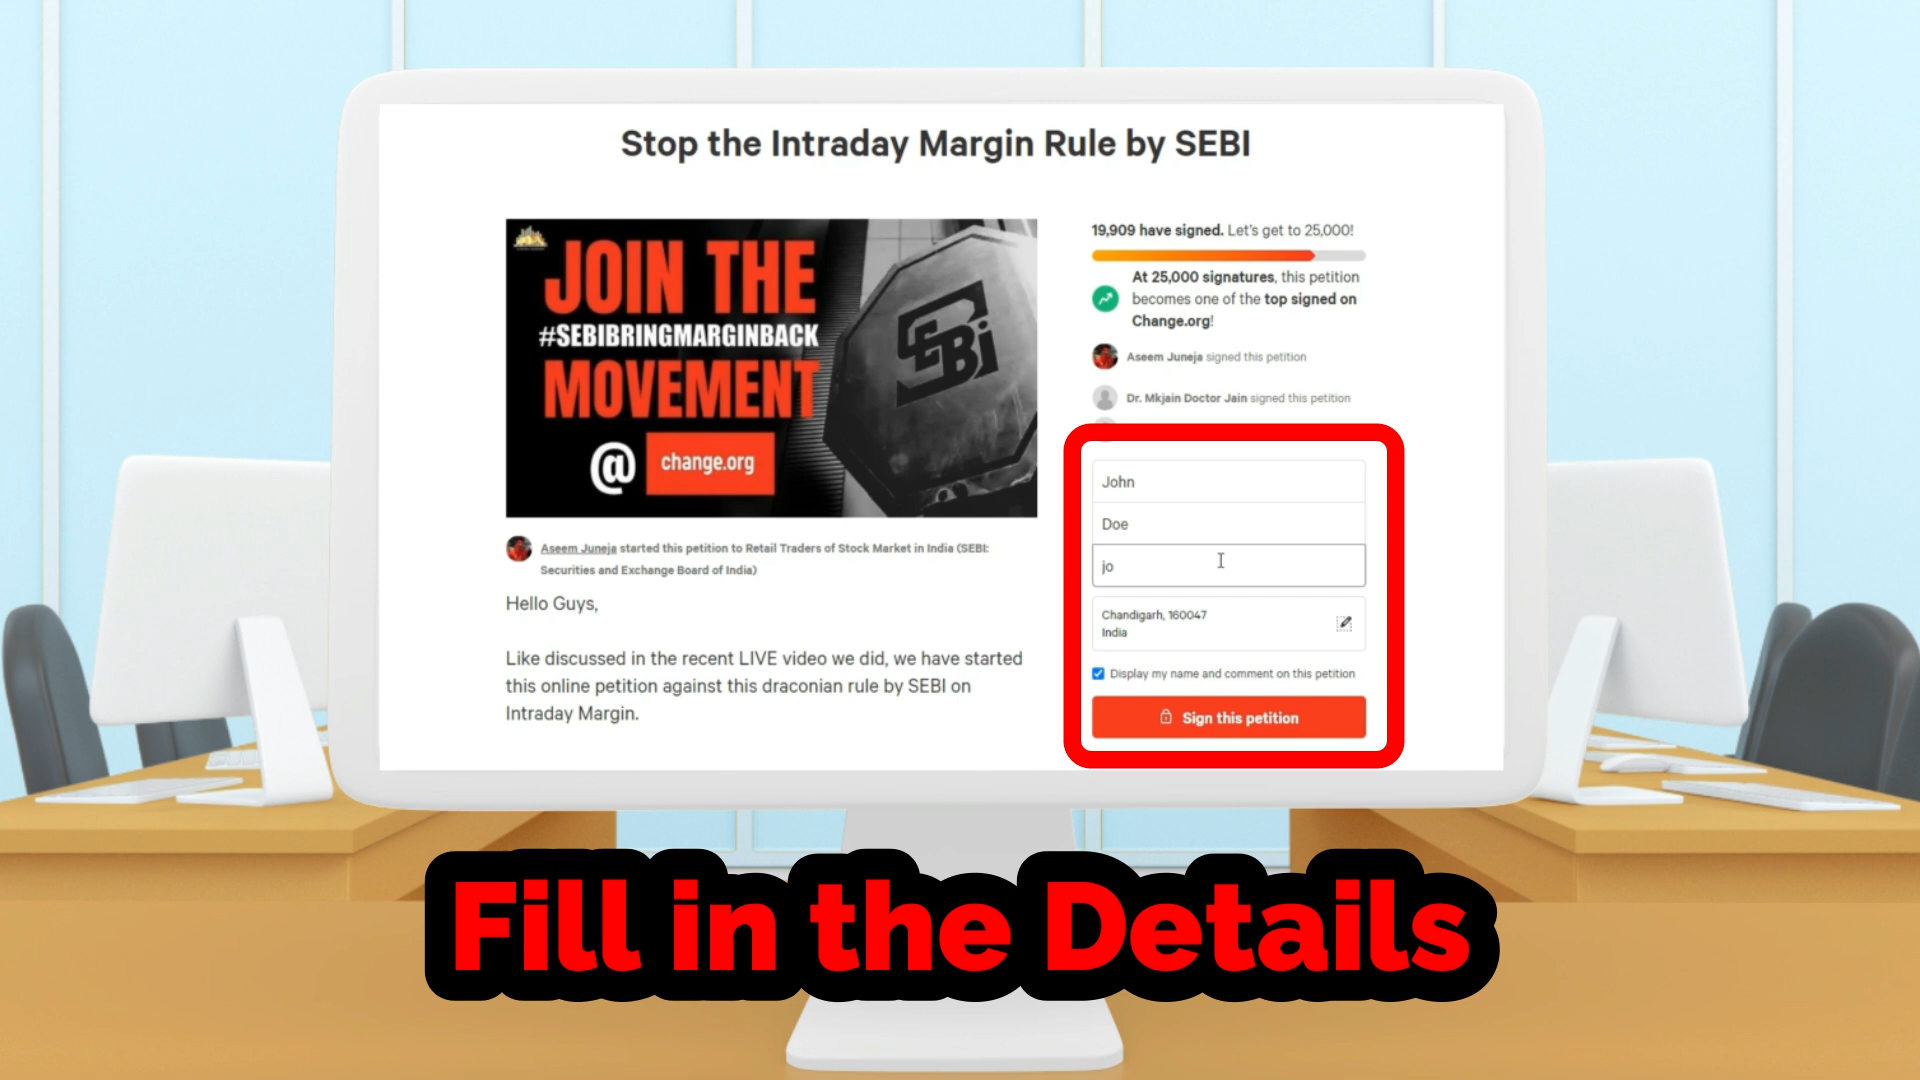 Stop the Intraday Margin Rule by SEBI
JOIN THE
#SEBIBRINGMARGINBACK
MOVEMENT
@ change.org
SEBI
Aseem Juneja started this petition to Retail Traders of Stock Market in India (SEBI:
Securities and Exchange Board of India)
Hello Guys,
Like discussed in the recent LIVE video we did, we have started
this online petition against this draconian rule by SEBI on
Intraday Margin.
19,909 have signed. Let's get to 25,000!
At 25,000 signatures, this petition
becomes one of the top signed on
Change.org!
Aseem Juneja signed this petition
Dr. Mkjain Doctor Jain signed this petition
John
Doe
jo
Chandigarh, 160047
India
Display my name and comment on this petition
Sign this petition
Fill in the Details